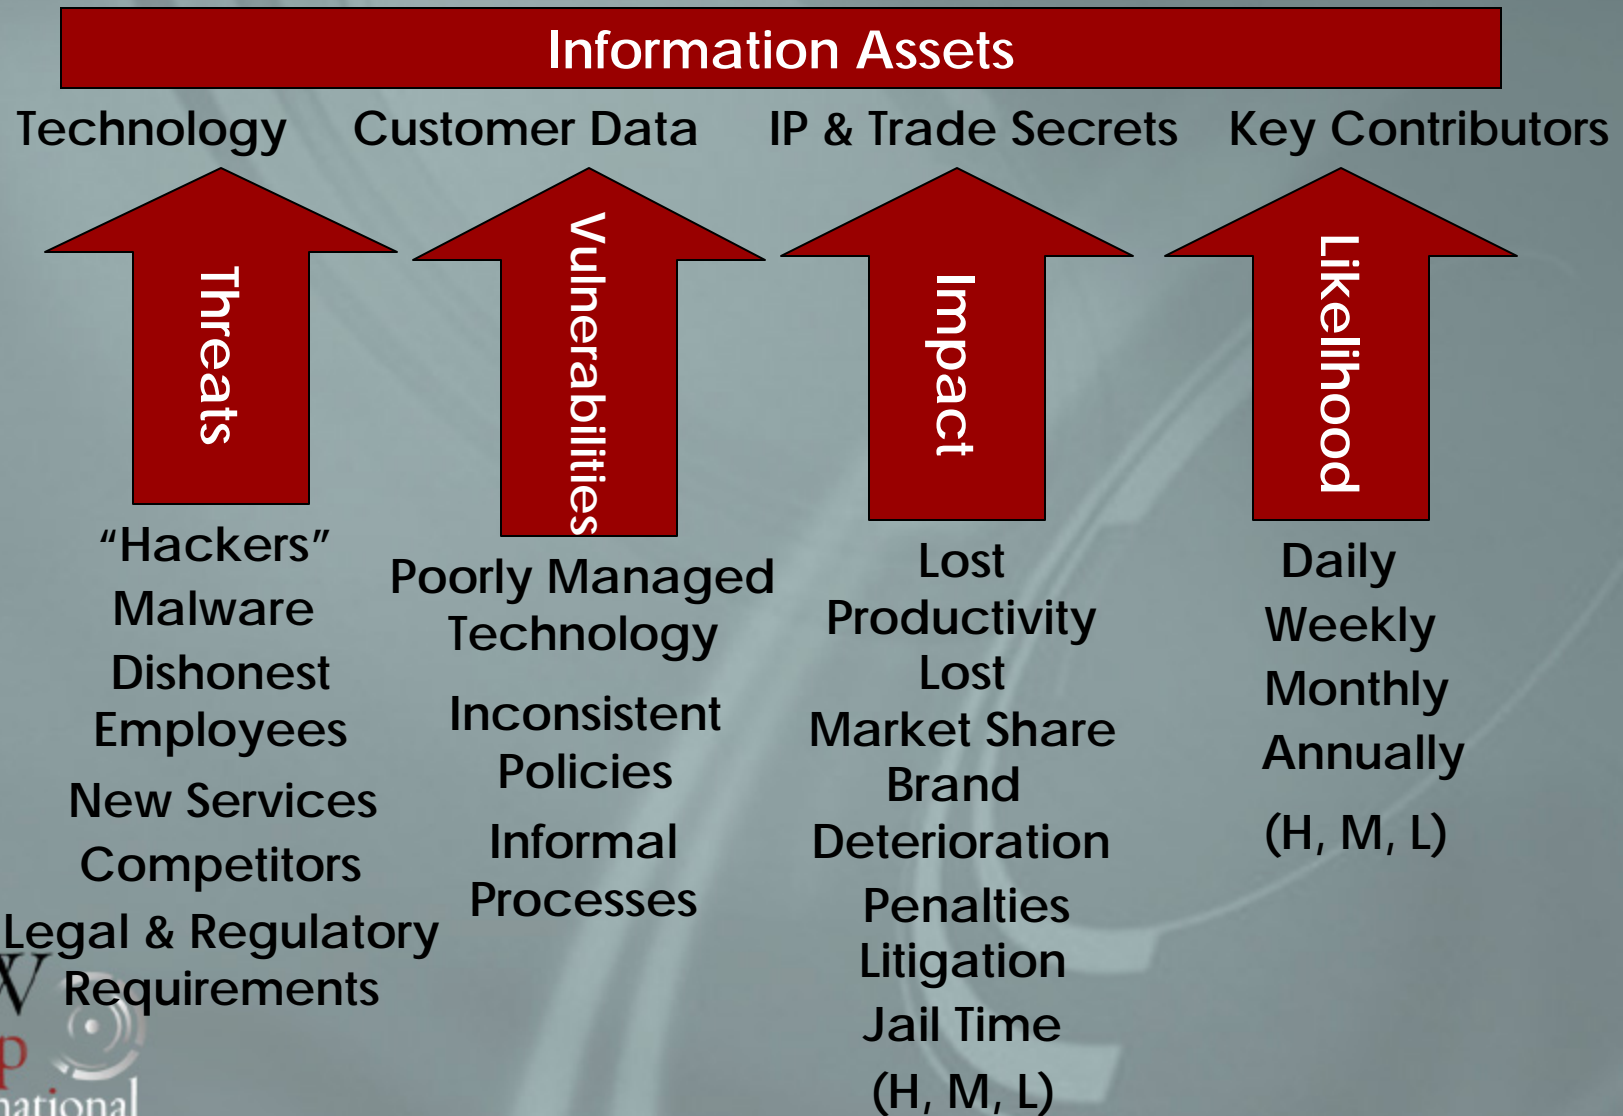 Information Assets
Technology
Customer Data
IP & Trade Secrets
Key Contributors
Threats
“Hackers”
Malware
Dishonest
Employees
New Services
Competitors
Legal & Regulatory
Requirements
Vulnerabilities
Poorly Managed
Technology
Inconsistent
Policies
Informal
Processes
Impact
Lost
Productivity
Lost
Market Share
Brand
Deterioration
Penalties
Litigation
Jail Time
(H, M, L)
Likelihood
Daily
Weekly
Monthly
Annually
(H, M, L)